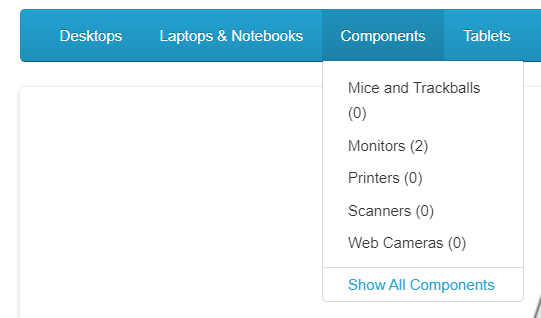 Desktops Laptops & Notebooks Components Tablets
Mice and Trackballs
(0)
Monitors (2)
Printers (0)
Scanners (0)
Web Cameras (0)
Show All Components